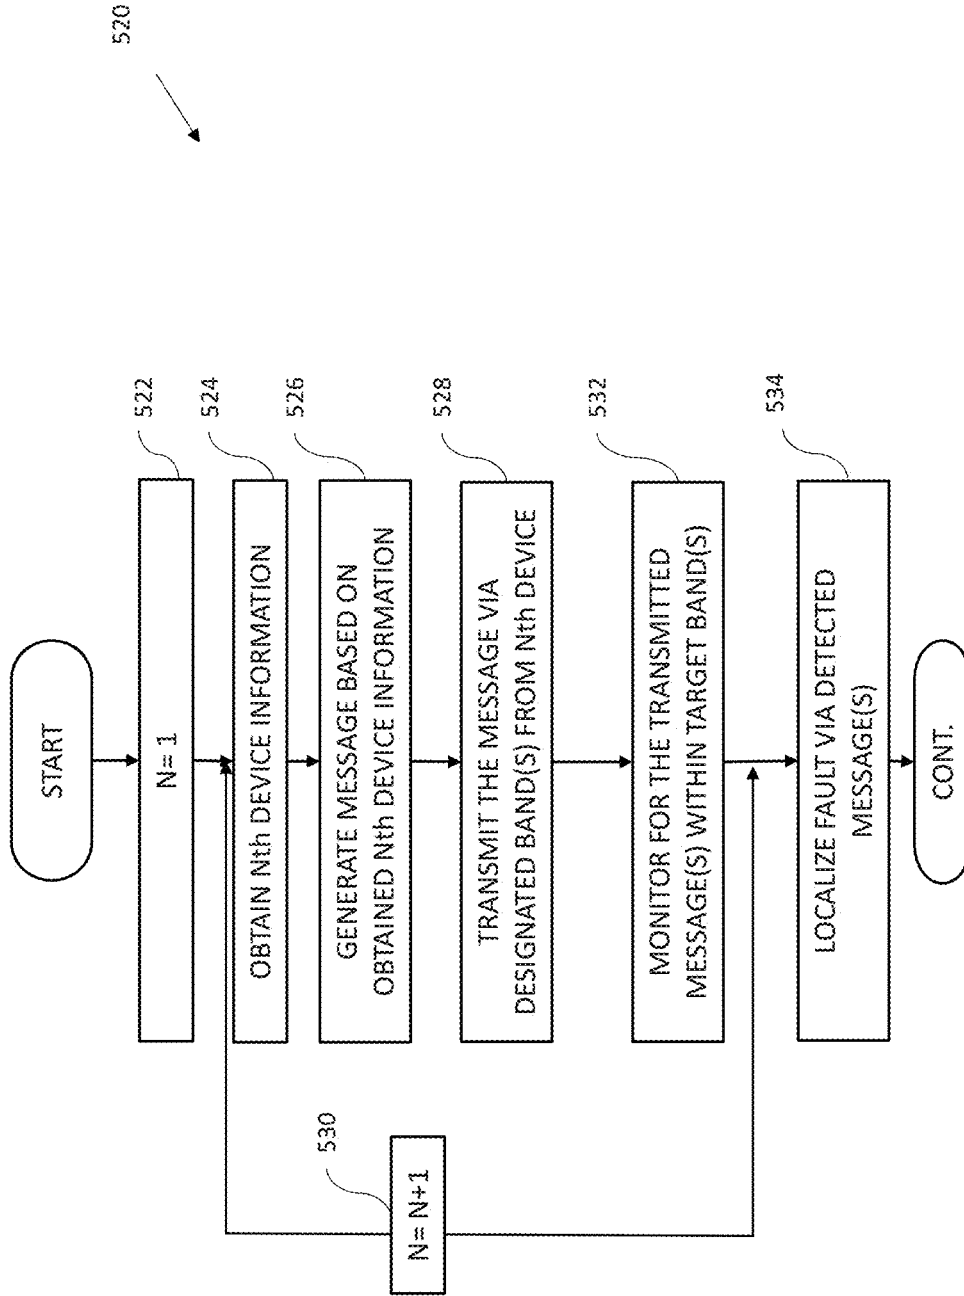 520
START
N= 1
522
OBTAIN Nth DEVICE INFORMATION
524
GENERATE MESSAGE BASED ON
OBTAINED Nth DEVICE INFORMATION
526
TRANSMIT THE MESSAGE VIA
DESIGNATED BAND(S) FROM Nth DEVICE
528
N= N+1
530
MONITOR FOR THE TRANSMITTED
MESSAGE(S) WITHIN TARGET BAND(S)
532
LOCALIZE FAULT VIA DETECTED
MESSAGE(S)
534
CONT.